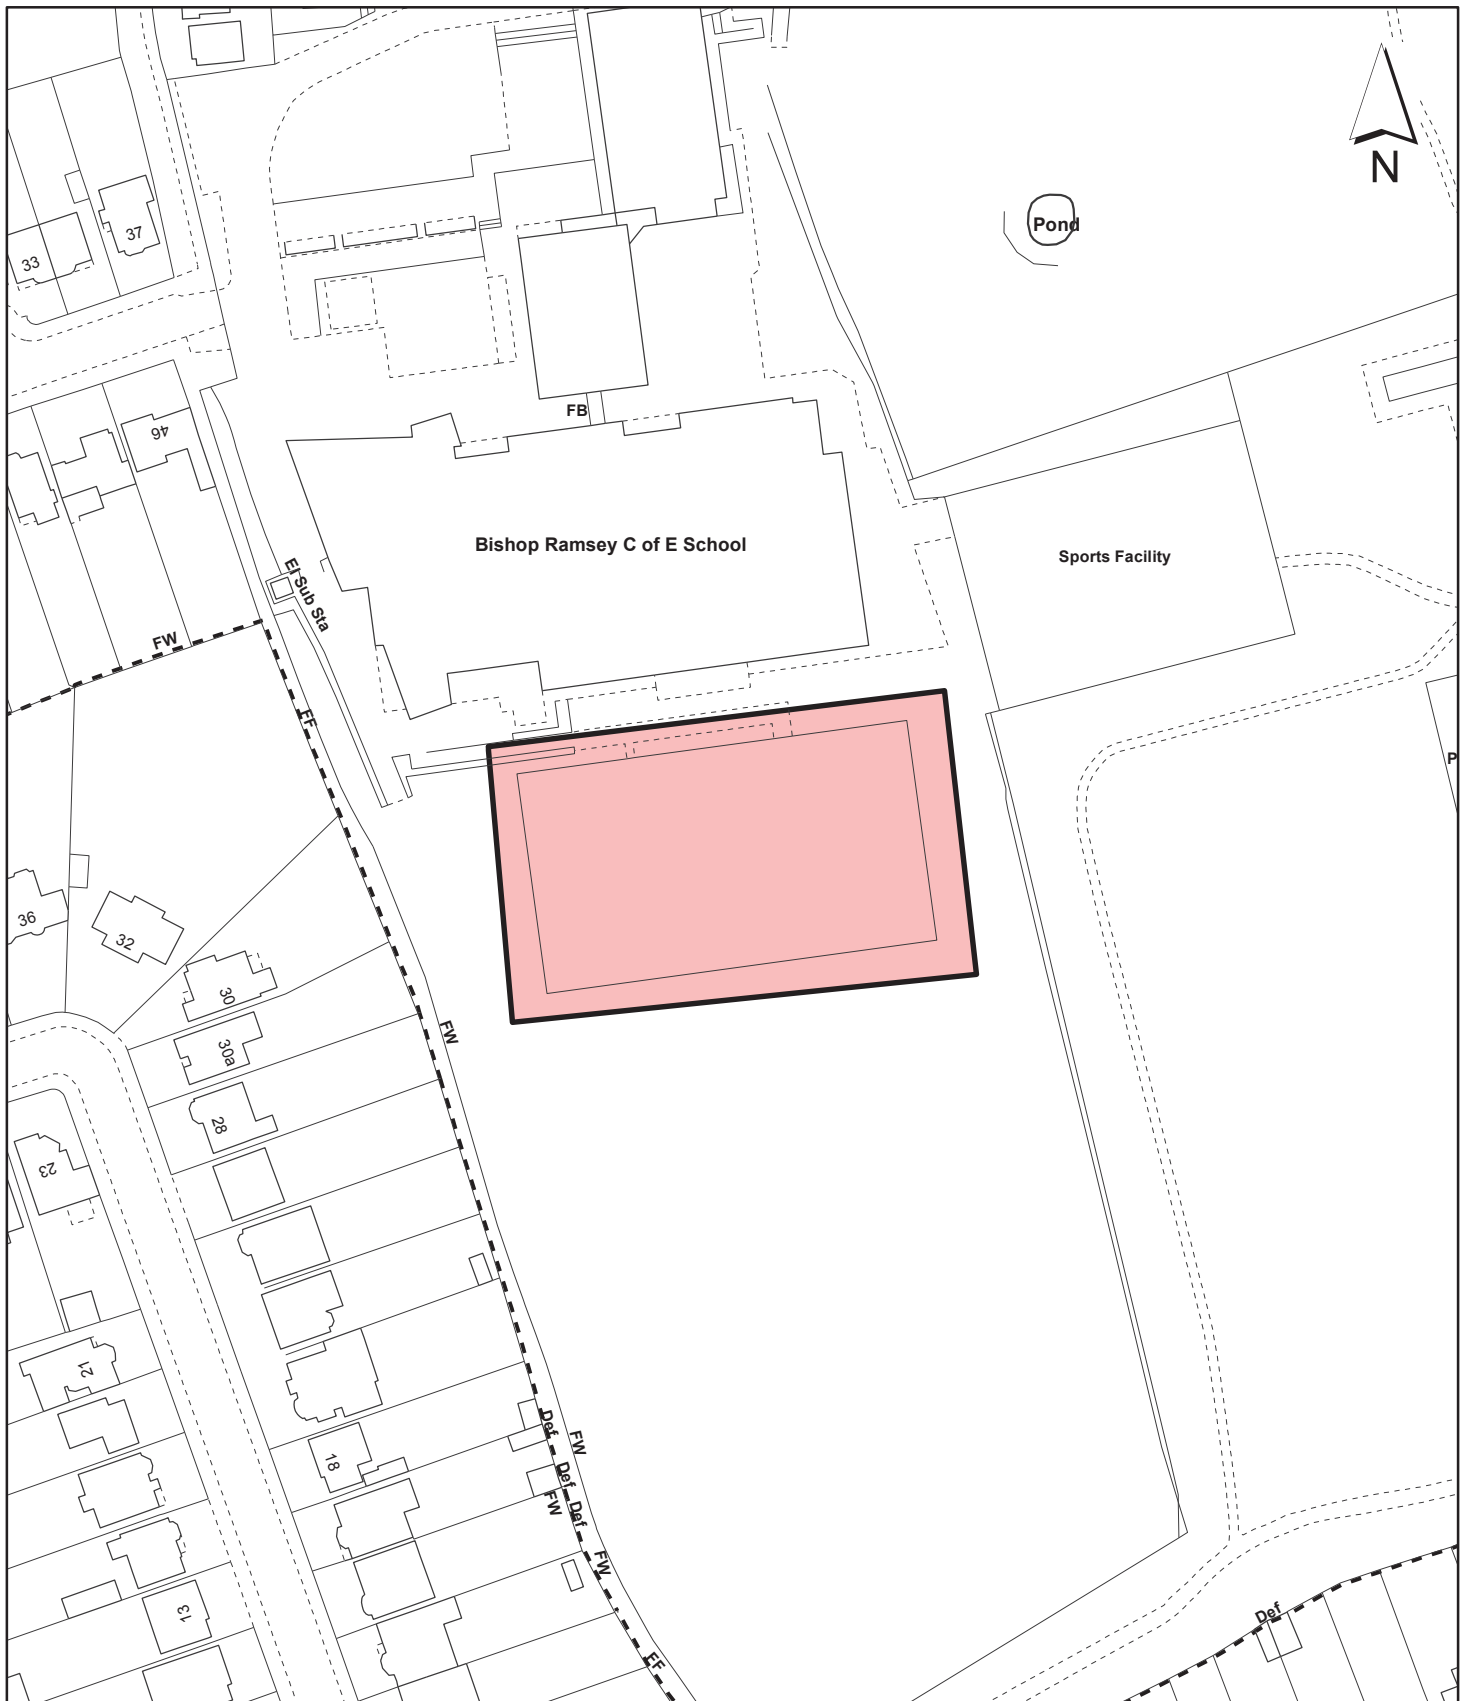 N
Pond
37
33
FB
46
Bishop Ramsey C of E School
Sports Facility
El Sub Sta
FW
FF
P
36
32
30
FW
30a
28
23
21
Def
FW
18
Def
FW
Def
FW
13
Def
FF